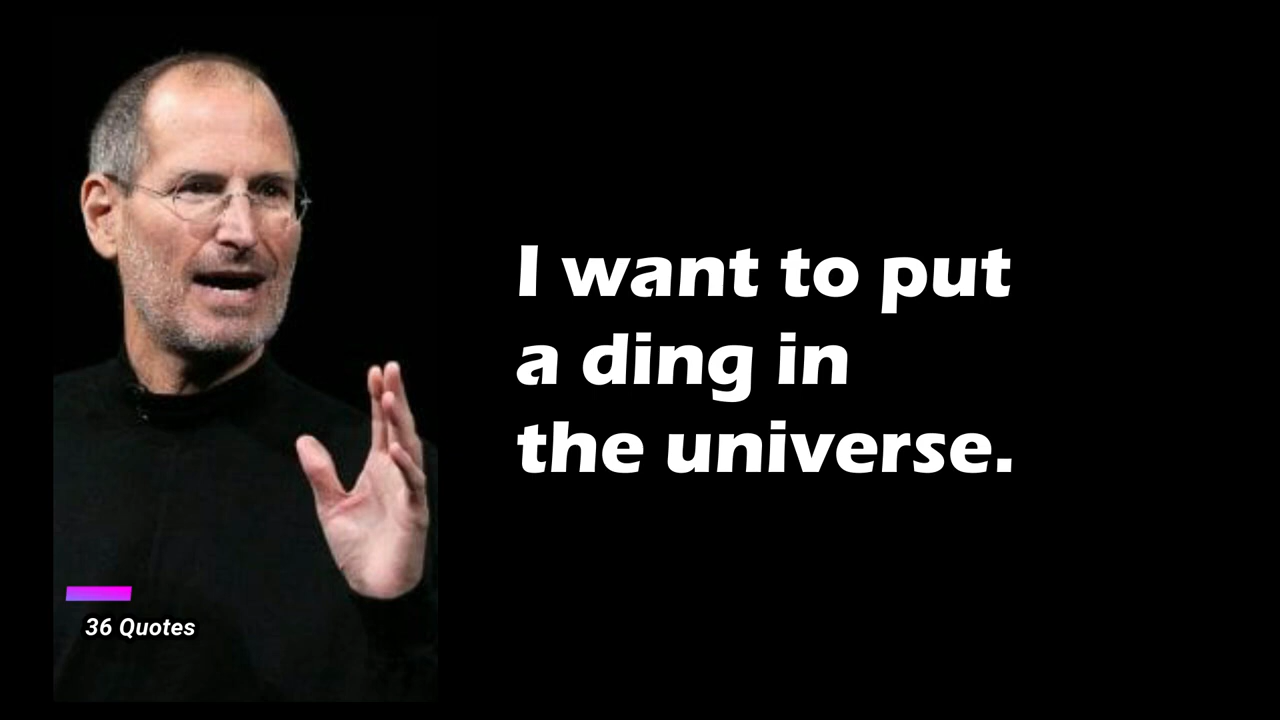 I want to put
a ding in
the universe.
36 Quotes